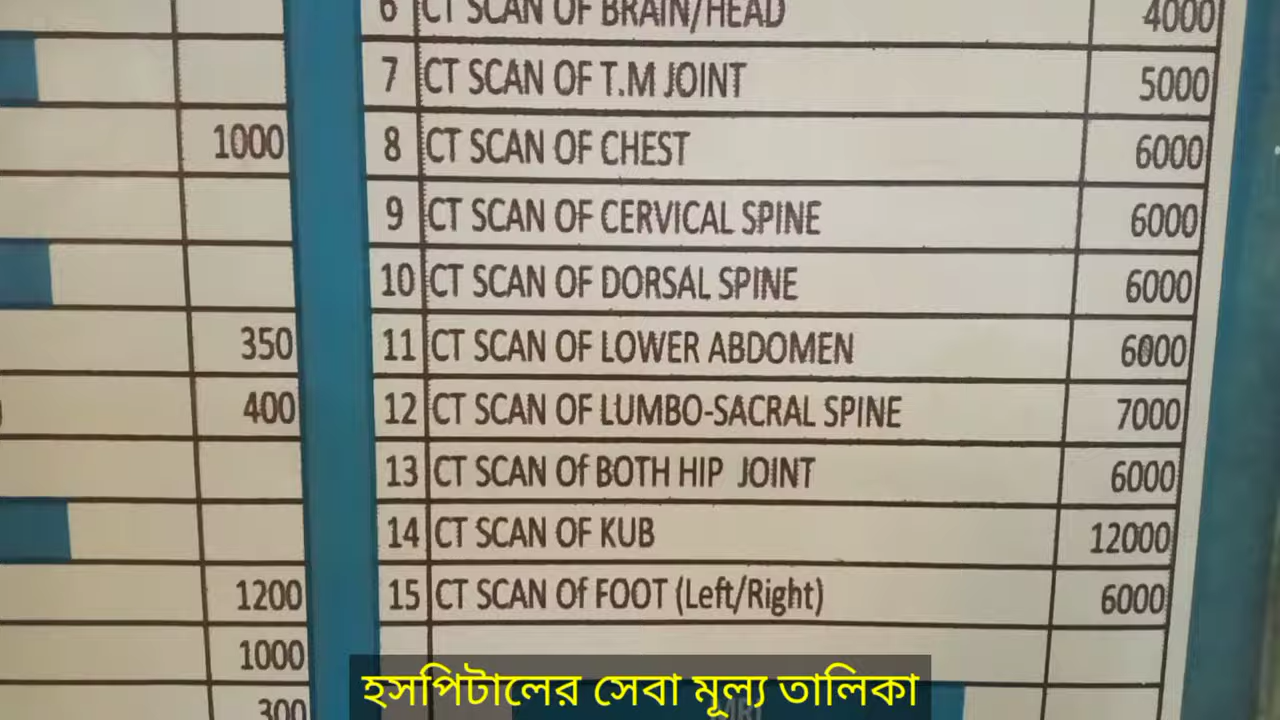 6 CT SCAN OF BRAIN/HEAD 4000
7 CT SCAN OF T.M JOINT 5000
1000
8 CT SCAN OF CHEST 6000
9 CT SCAN OF CERVICAL SPINE 6000
10 CT SCAN OF DORSAL SPINE 6000
350
11 CT SCAN OF LOWER ABDOMEN 6000
400
12 CT SCAN OF LUMBO-SACRAL SPINE 7000
13 CT SCAN Of BOTH HIP JOINT 6000
14 CT SCAN OF KUB 12000
1200
15 CT SCAN Of FOOT (Left/Right) 6000
1000
300
MRI
হসপিটালের সেবা মূল্য তালিকা